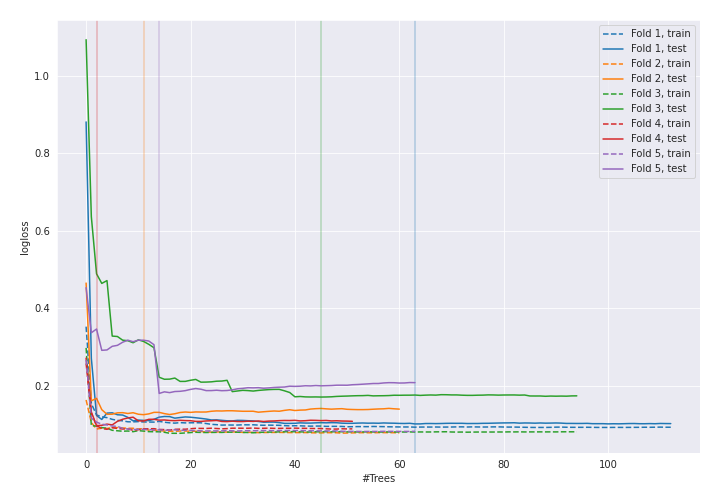 1.0
0.8
0.6
0.4
0.2
logloss
0
20
40
60
80
100
#Trees
Fold 1, train
Fold 1, test
Fold 2, train
Fold 2, test
Fold 3, train
Fold 3, test
Fold 4, train
Fold 4, test
Fold 5, train
Fold 5, test